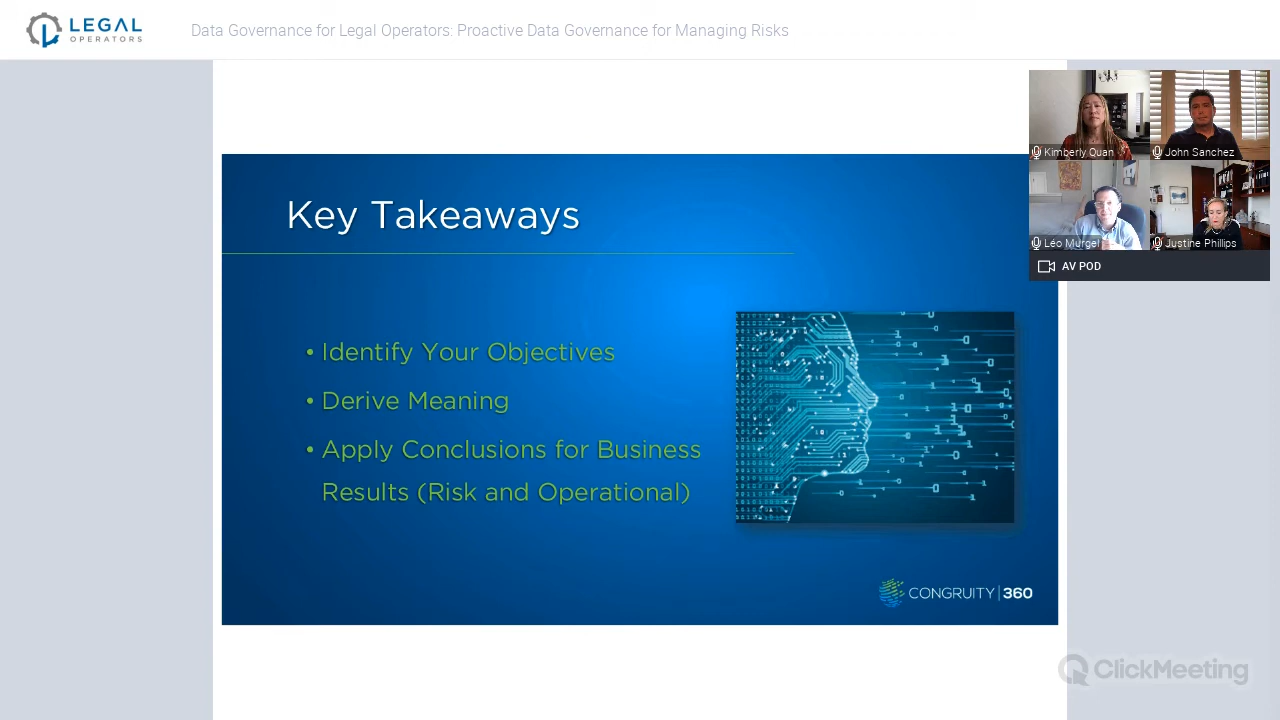 LEGAL
OPERATORS
Data Governance for Legal Operators: Proactive Data Governance for Managing Risks
Kimberly Quan
John Sanchez
Léo Murgel
Justine Phillips
AV POD
Key Takeaways
• Identify Your Objectives
• Derive Meaning
• Apply Conclusions for Business
Results (Risk and Operational)
CONGRUITY|360
ClickMeeting